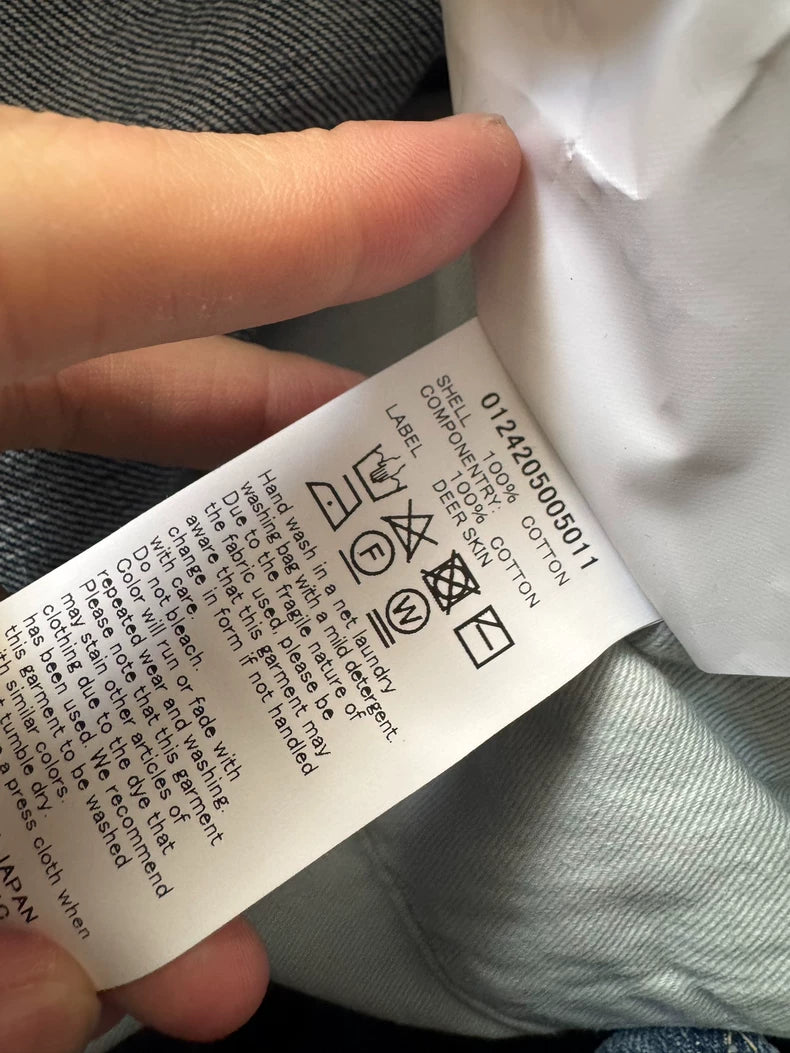 0124205005011
SHELL 100% COTTON
COMPONENTRY:
100% COTTON
LABEL DEER SKIN
F W
Hand wash in a net laundry
washing bag with a mild detergent.
Due to the fragile nature of
the fabric used, please be
aware that this garment may
change in form if not handled
with care.
Do not bleach.
Color will run or fade with
repeated wear and washing.
Please note that this garment
may stain other articles of
clothing due to the dye that
has been used. We recommend
this garment to be washed
similar colors.
tumble dry.
a press cloth when
JAPAN